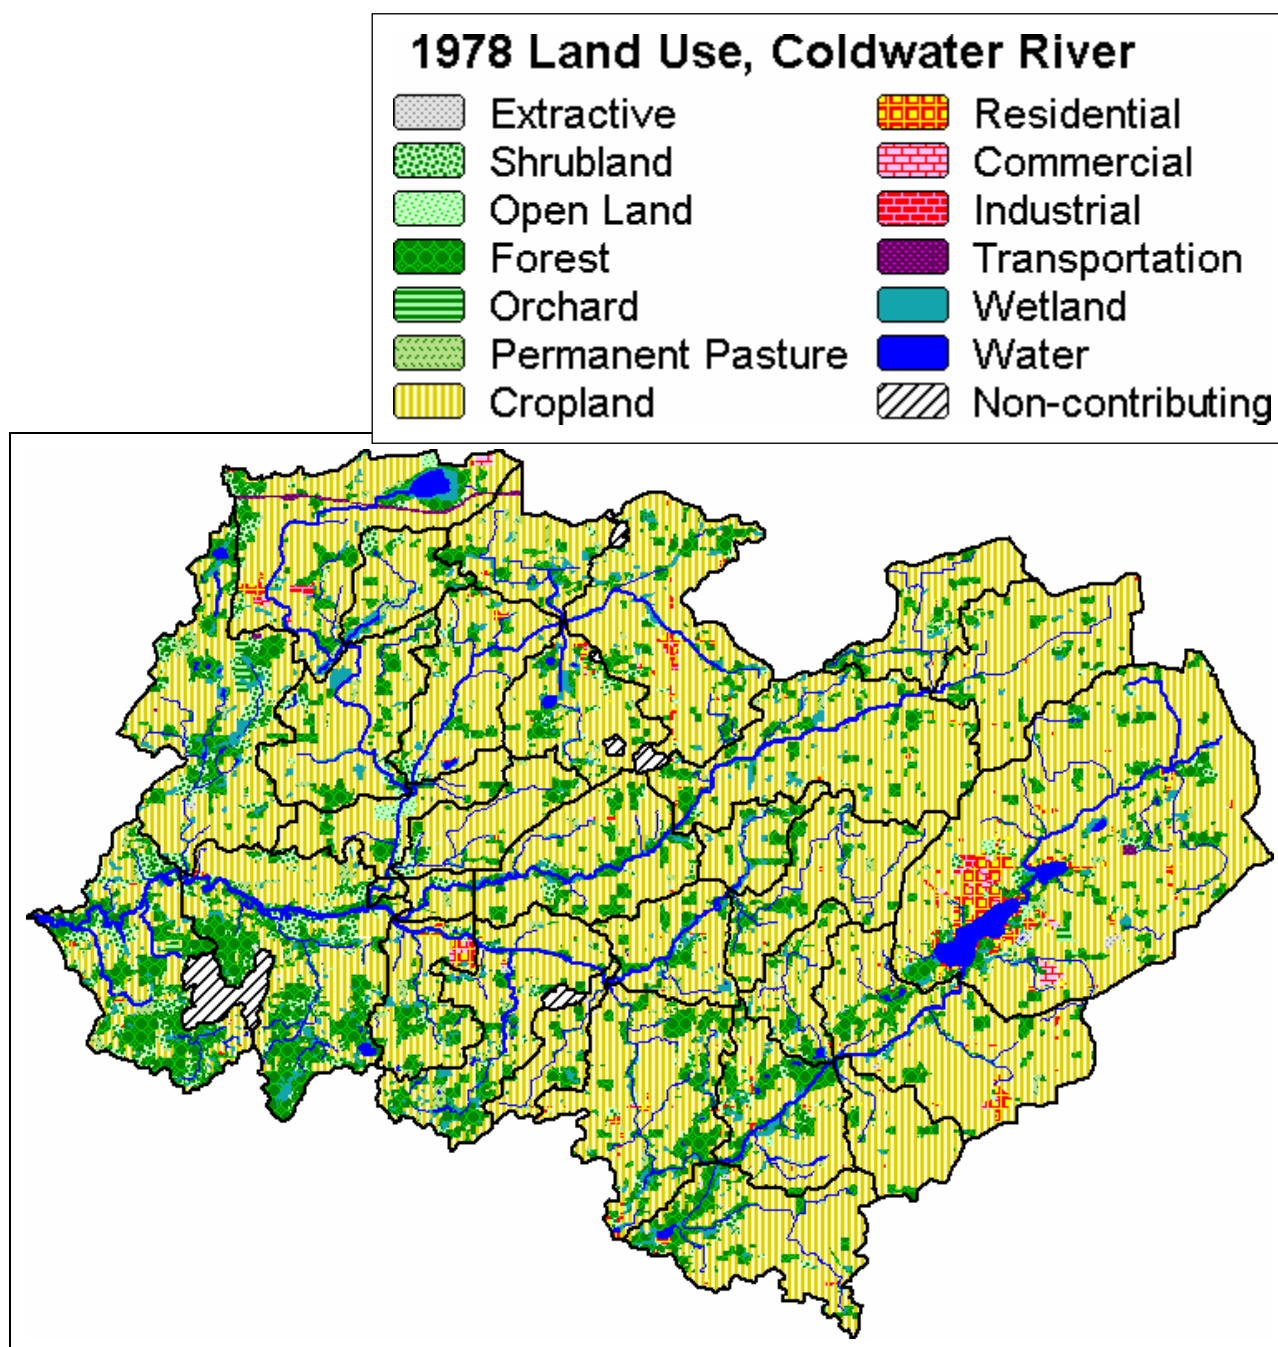 1978 Land Use, Coldwater River
Extractive
Shrubland
Open Land
Forest
Orchard
Permanent Pasture
Cropland
Residential
Commercial
Industrial
Transportation
Wetland
Water
Non-contributing